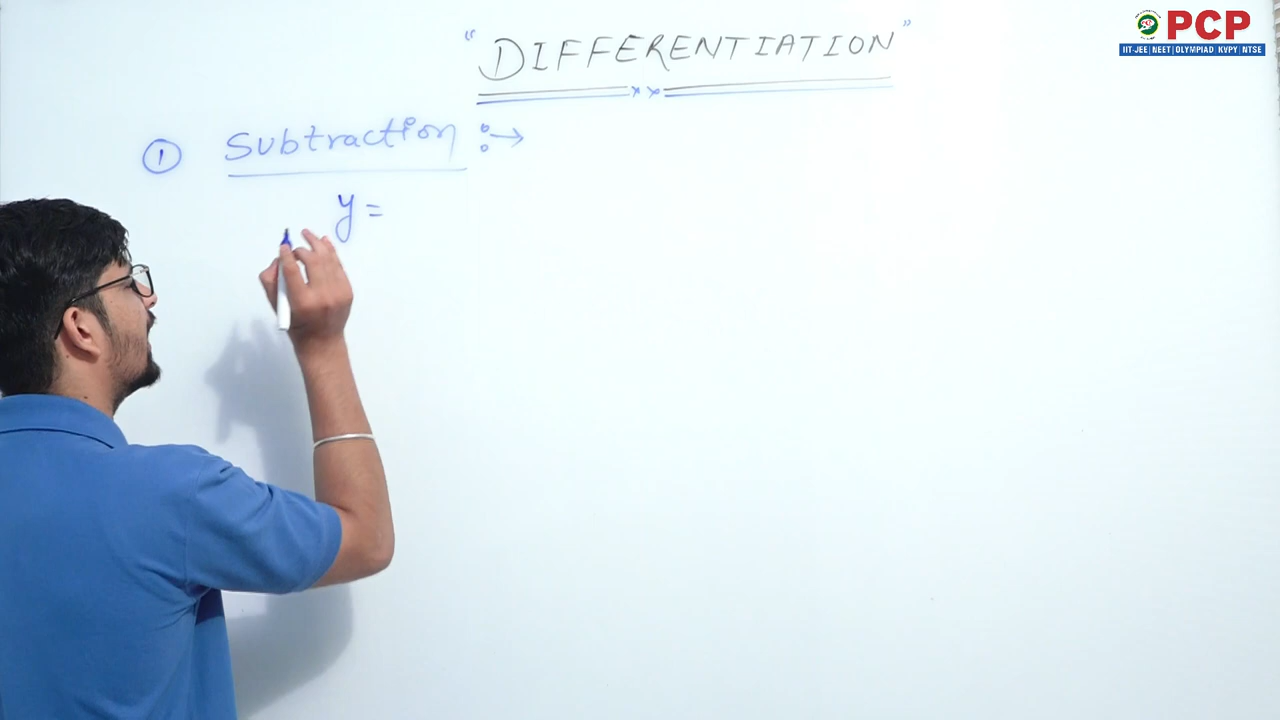 PCP
IIT-JEE | NEET | OLYMPIAD KVPY | NTSE
"DIFFERENTIATION"
① Subtraction :→
y =